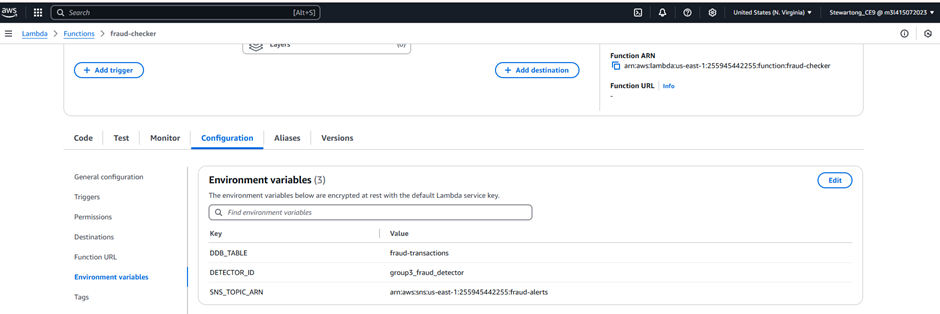 aws Search [Alt+S] United States (N. Virginia) Stewartong_CE9 @ m3l415072023
Lambda Functions fraud-checker
Layers (0)
+ Add trigger
+ Add destination
Function ARN
arn:aws:lambda:us-east-1:255945442255:function:fraud-checker
Function URL Info
-
Code Test Monitor Configuration Aliases Versions
General configuration
Triggers
Permissions
Destinations
Function URL
Environment variables
Tags
Environment variables (3)
Edit
The environment variables below are encrypted at rest with the default Lambda service key.
Find environment variables
Key Value
DDB_TABLE fraud-transactions
DETECTOR_ID group3_fraud_detector
SNS_TOPIC_ARN arn:aws:sns:us-east-1:255945442255:fraud-alerts